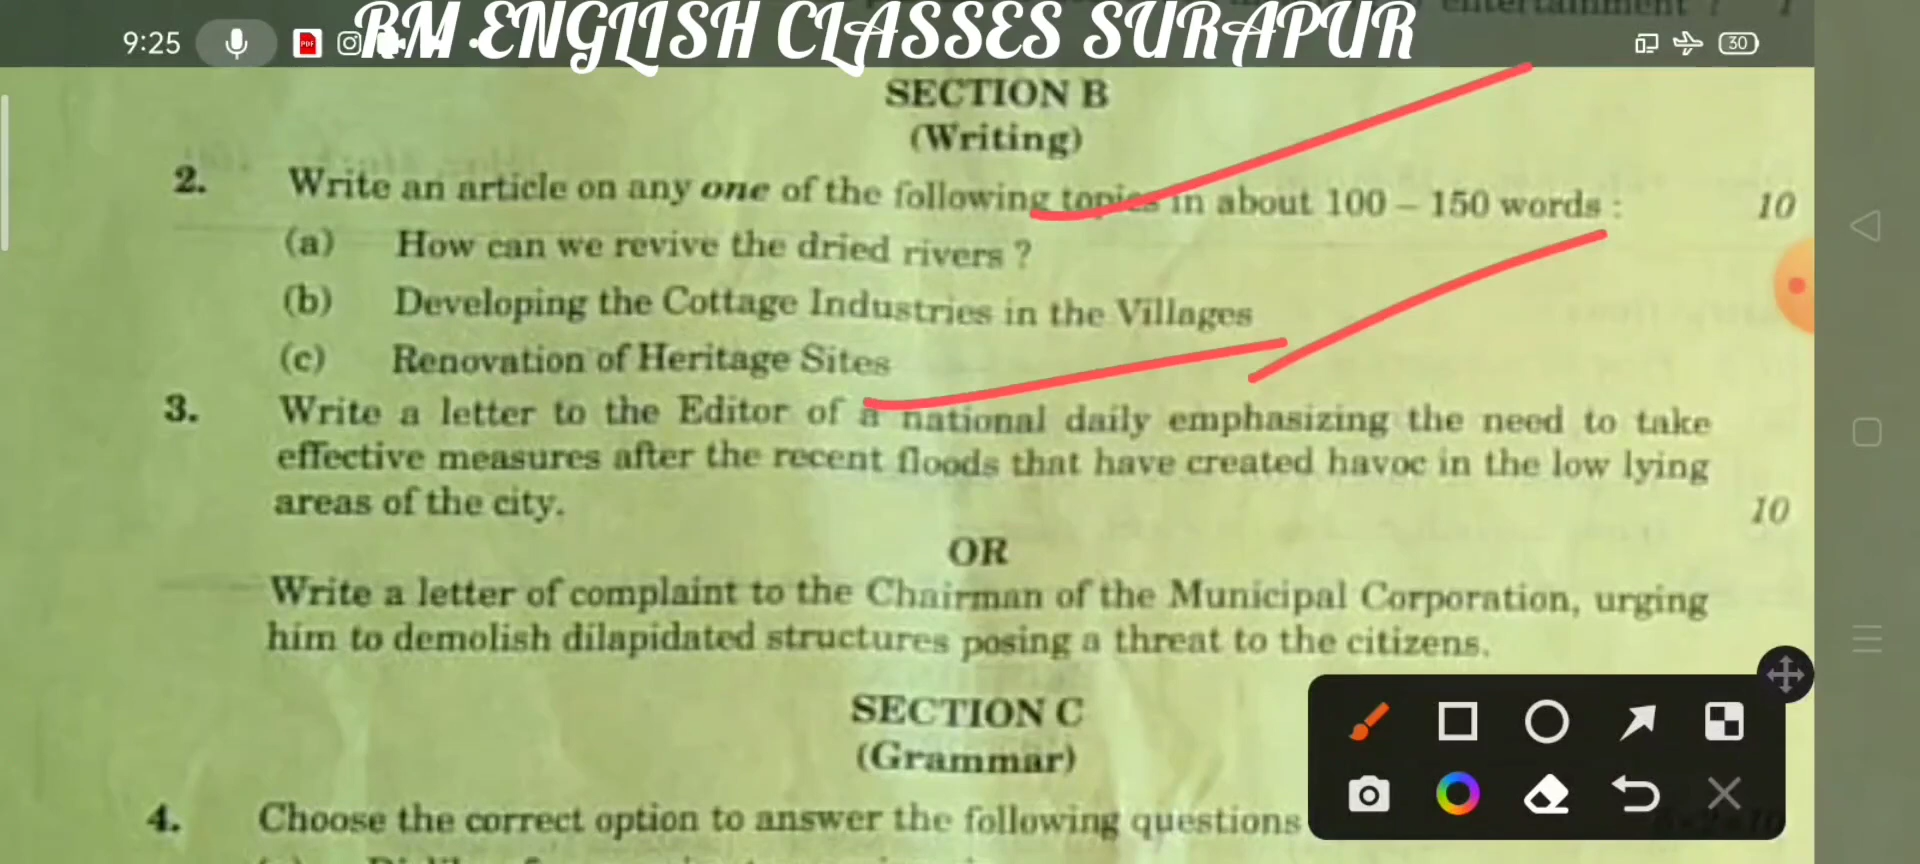 entertainment ?
9:25 PDF RM ENGLISH CLASSES SURAPUR 30
SECTION B
(Writing)
2. Write an article on any one of the following topics in about 100 – 150 words : 10
(a) How can we revive the dried rivers ?
(b) Developing the Cottage Industries in the Villages
(c) Renovation of Heritage Sites
3. Write a letter to the Editor of a national daily emphasizing the need to take
effective measures after the recent floods that have created havoc in the low lying
areas of the city. 10
OR
Write a letter of complaint to the Chairman of the Municipal Corporation, urging
him to demolish dilapidated structures posing a threat to the citizens.
SECTION C
(Grammar)
4. Choose the correct option to answer the following questions